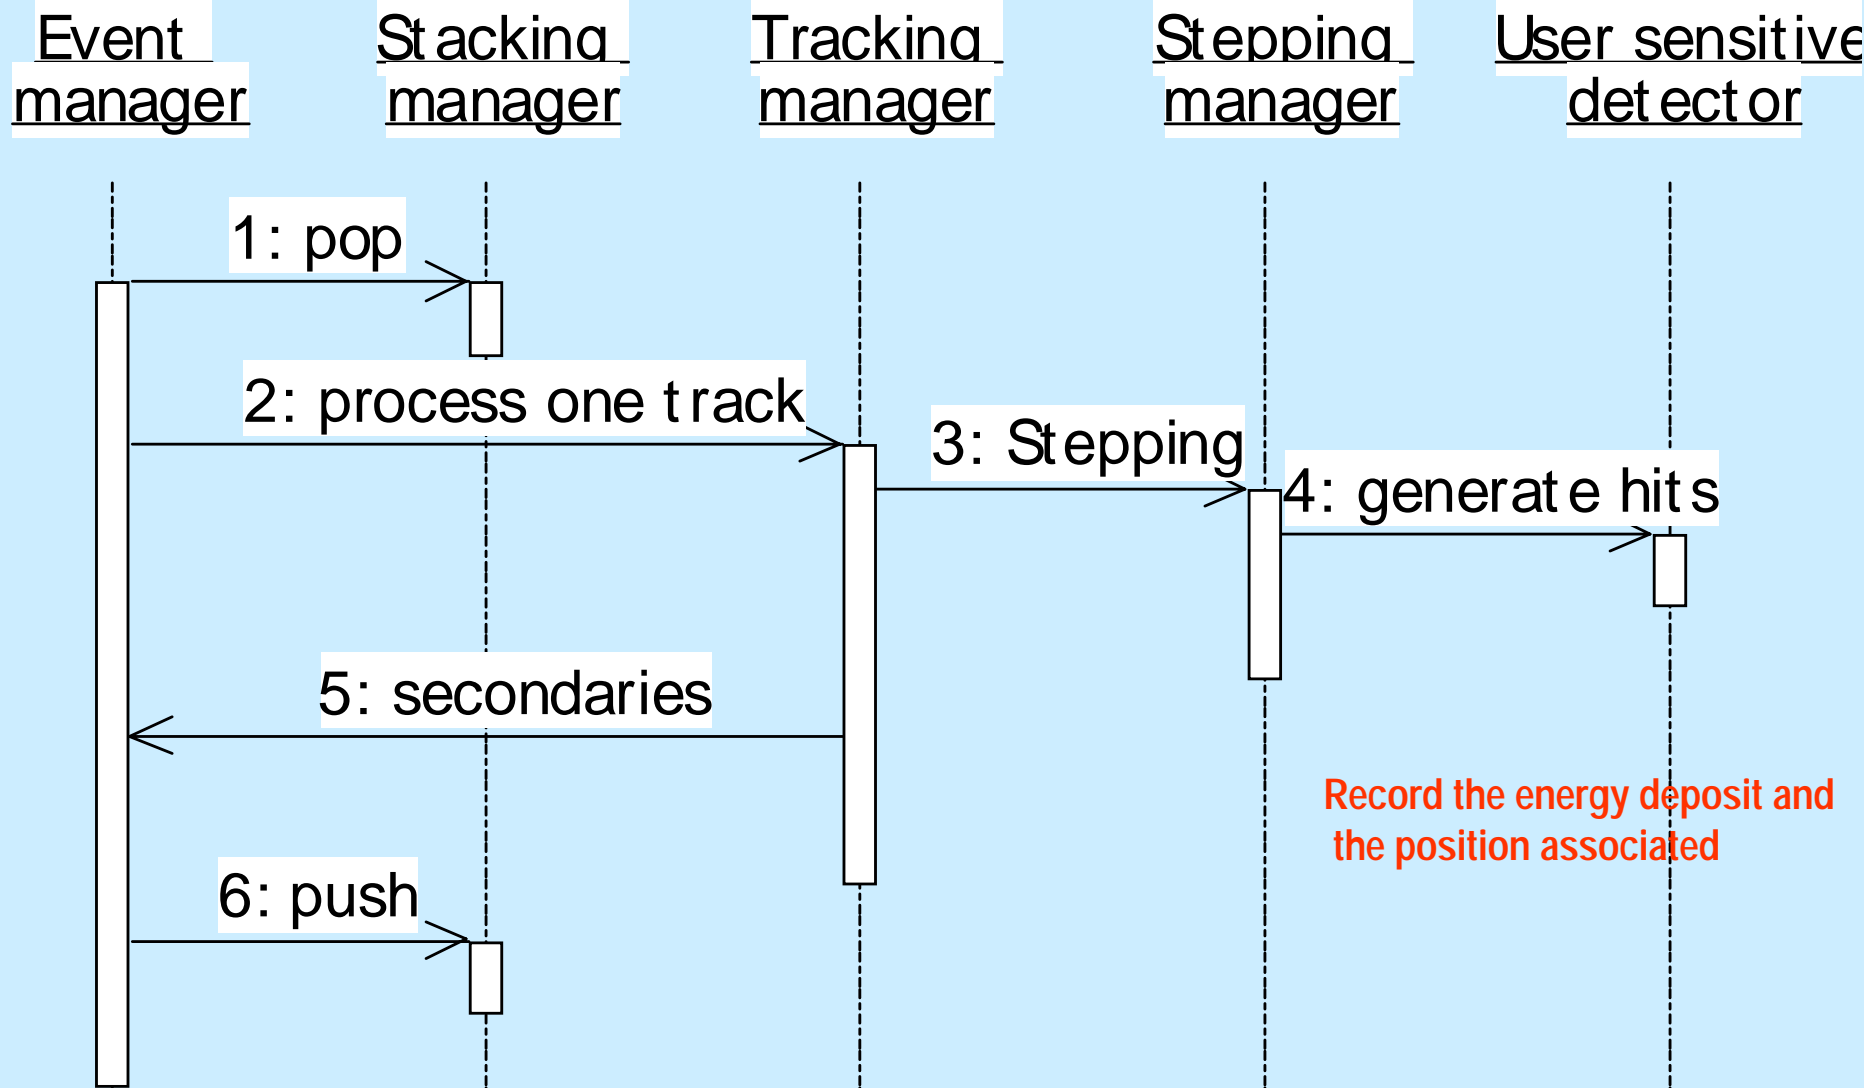 Event
manager
Stacking
manager
Tracking
manager
Stepping
manager
User sensitive
detector
1: pop
2: process one track
3: Stepping
4: generate hits
5: secondaries
Record the energy deposit and
the position associated
6: push